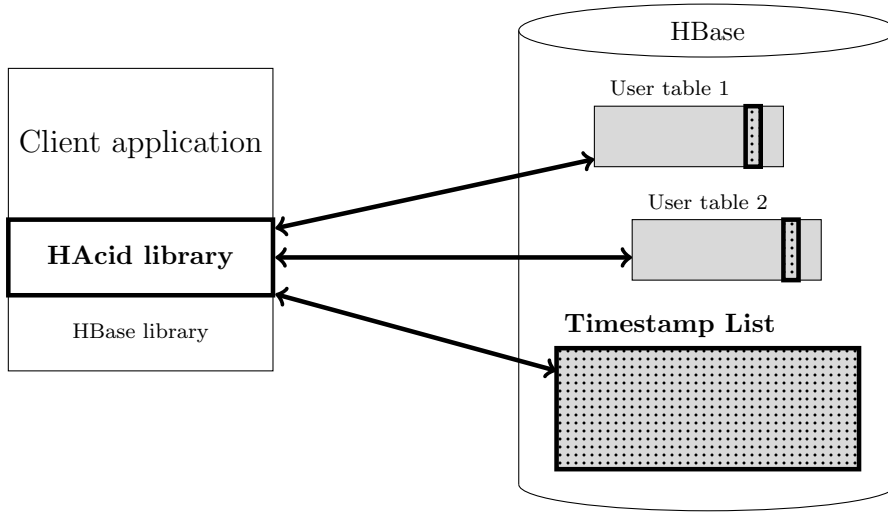 HBase
User table 1
Client application
User table 2
HAcid library
Timestamp List
HBase library